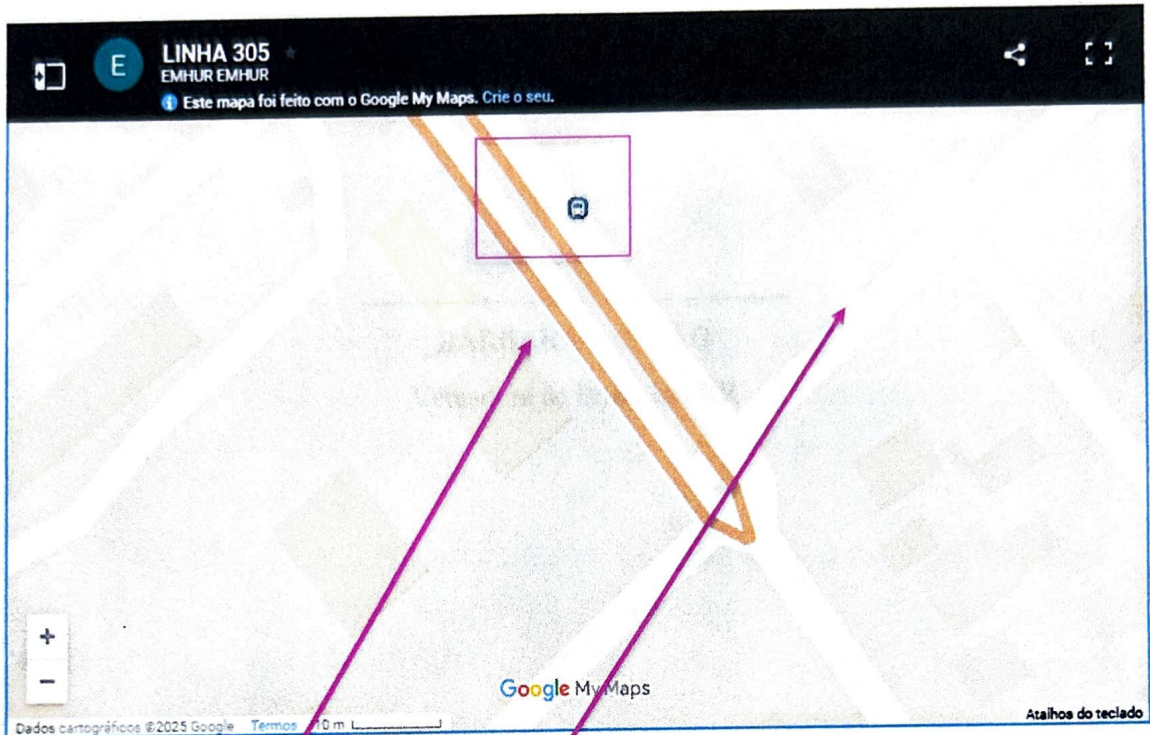 E
LINHA 305
EMHUR EMHUR
Este mapa foi feito com o Google My Maps. Crie o seu.
+
−
Google My Maps
Dados cartográficos ©2025 Google Termos 10 m
Atalhos do teclado